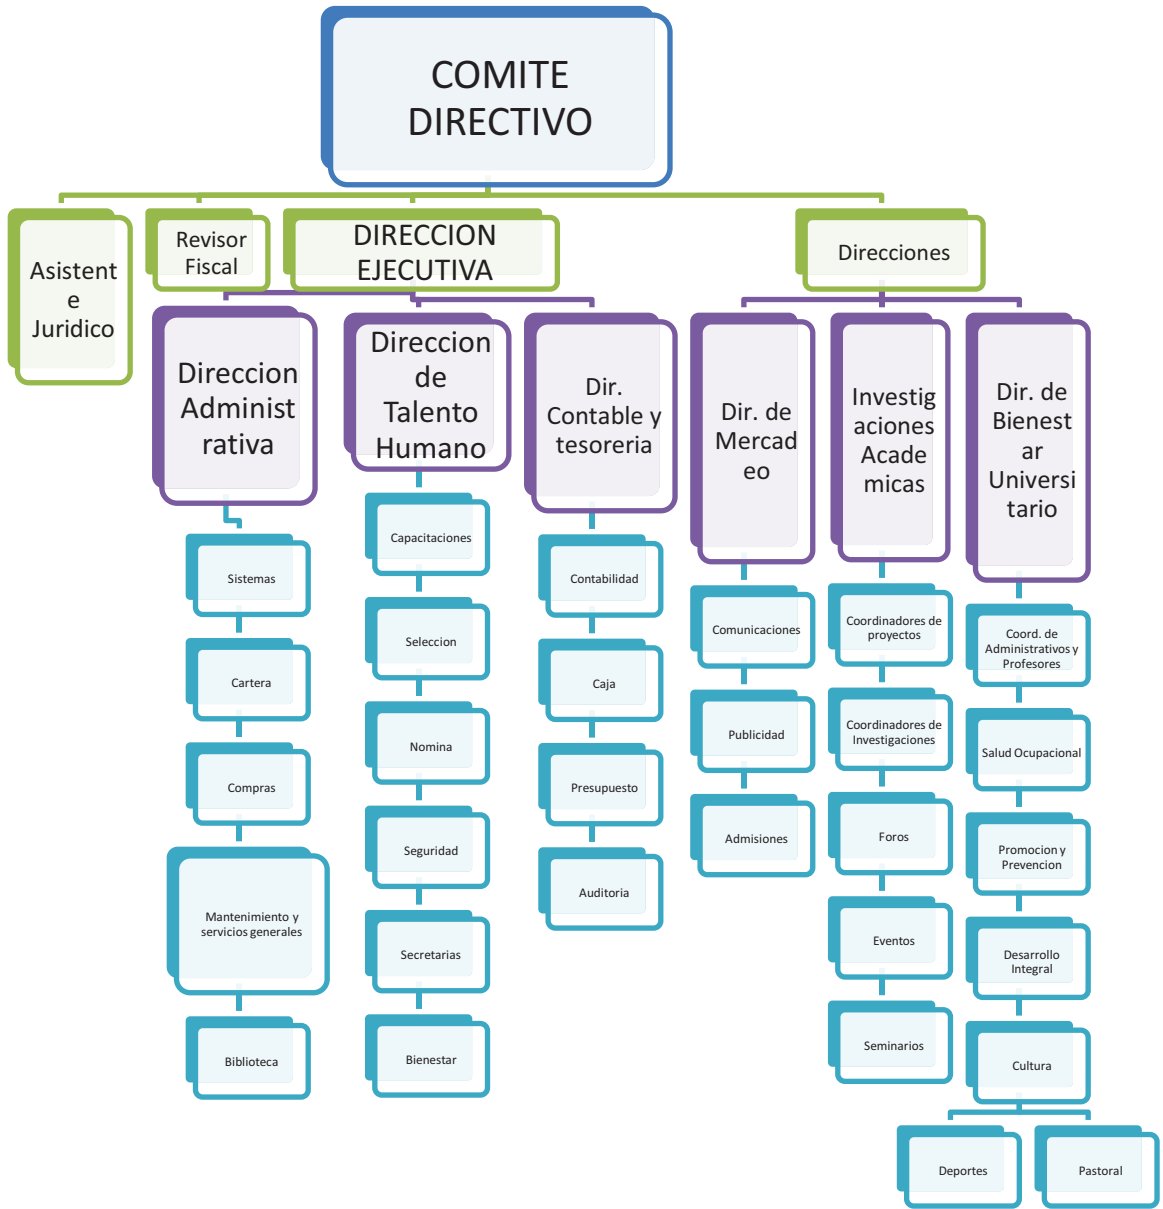 COMITE
DIRECTIVO
Asistent
e
Juridico
Revisor
Fiscal
DIRECCION
EJECUTIVA
Direcciones
Direccion
Administ
rativa
Direccion
de
Talento
Humano
Dir.
Contable y
tesoreria
Dir. de
Mercad
eo
Investig
aciones
Acade
micas
Dir. de
Bienest
ar
Universi
tario
Sistemas
Cartera
Compras
Mantenimiento y
servicios generales
Biblioteca
Capacitaciones
Seleccion
Nomina
Seguridad
Secretarias
Bienestar
Contabilidad
Caja
Presupuesto
Auditoria
Comunicaciones
Publicidad
Admisiones
Coordinadores de
proyectos
Coordinadores de
Investigaciones
Foros
Eventos
Seminarios
Coord. de
Administrativos y
Profesores
Salud Ocupacional
Promocion y
Prevencion
Desarrollo
Integral
Cultura
Deportes
Pastoral